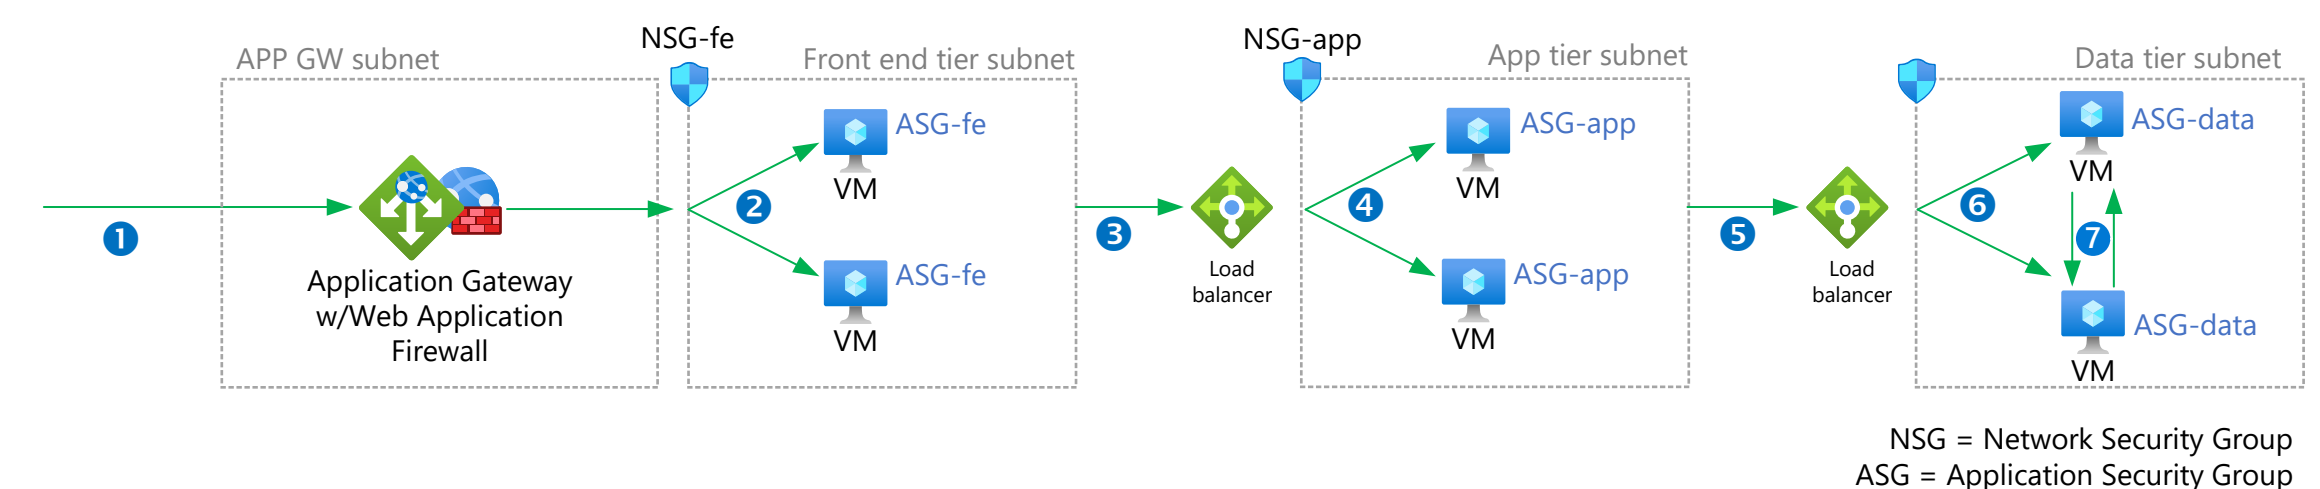 APP GW subnet
NSG-fe
Front end tier subnet
NSG-app
App tier subnet
Data tier subnet
1
Application Gateway
w/Web Application
Firewall
2
ASG-fe
VM
ASG-fe
VM
3
Load
balancer
4
ASG-app
VM
ASG-app
VM
5
Load
balancer
6
ASG-data
VM
7
ASG-data
VM
NSG = Network Security Group
ASG = Application Security Group